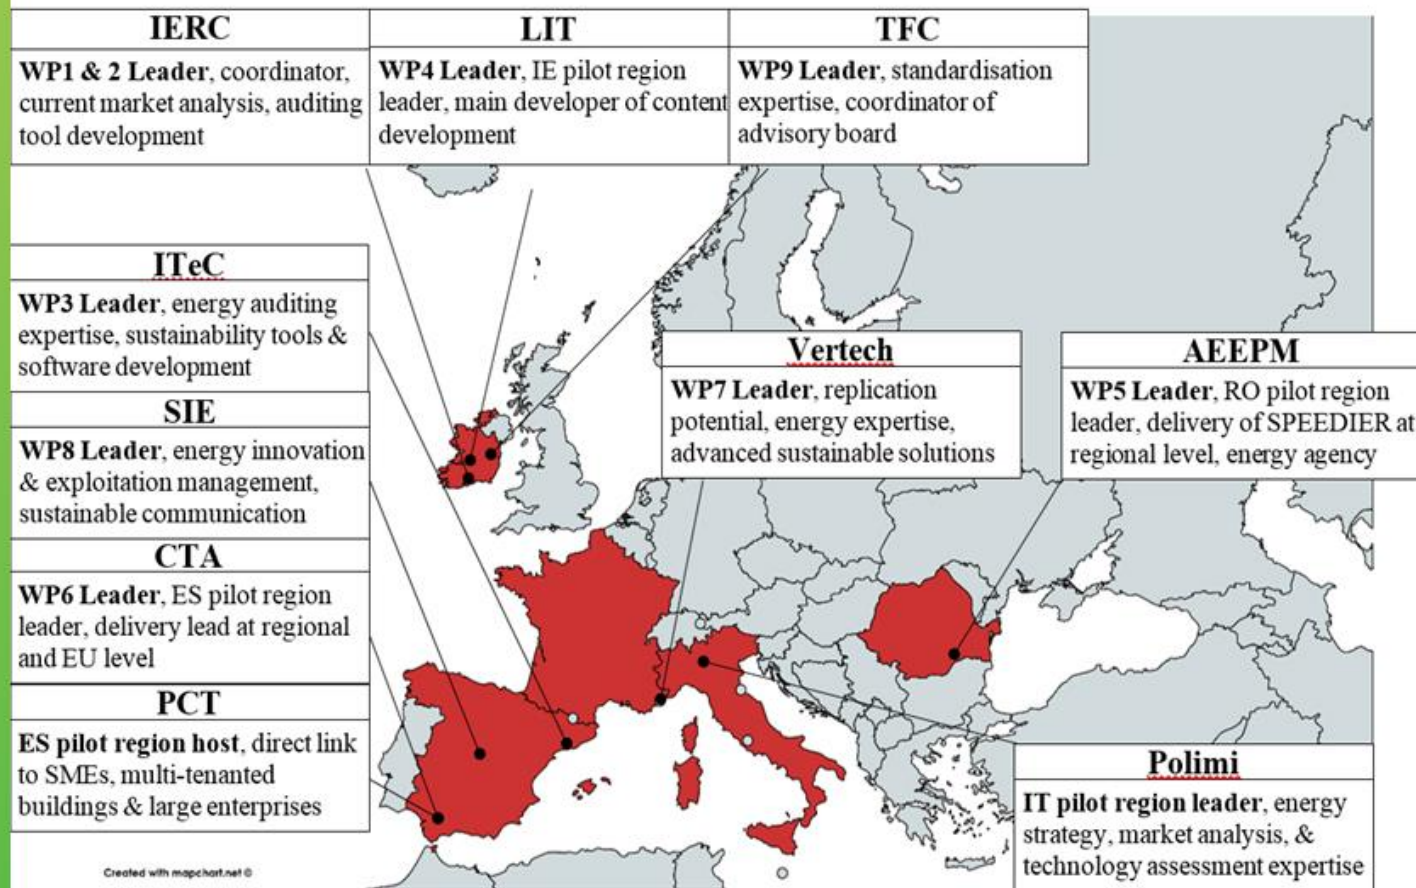 IERC
WP1 & 2 Leader, coordinator,
current market analysis, auditing
tool development
LIT
WP4 Leader, IE pilot region
leader, main developer of content
development
TFC
WP9 Leader, standardisation
expertise, coordinator of
advisory board
ITeC
WP3 Leader, energy auditing
expertise, sustainability tools &
software development
SIE
WP8 Leader, energy innovation
& exploitation management,
sustainable communication
CTA
WP6 Leader, ES pilot region
leader, delivery lead at regional
and EU level
PCT
ES pilot region host, direct link
to SMEs, multi-tenanted
buildings & large enterprises
Vertech
WP7 Leader, replication
potential, energy expertise,
advanced sustainable solutions
AEEPM
WP5 Leader, RO pilot region
leader, delivery of SPEEDIER at
regional level, energy agency
Polimi
IT pilot region leader, energy
strategy, market analysis, &
technology assessment expertise
Created with mapchart.net ©